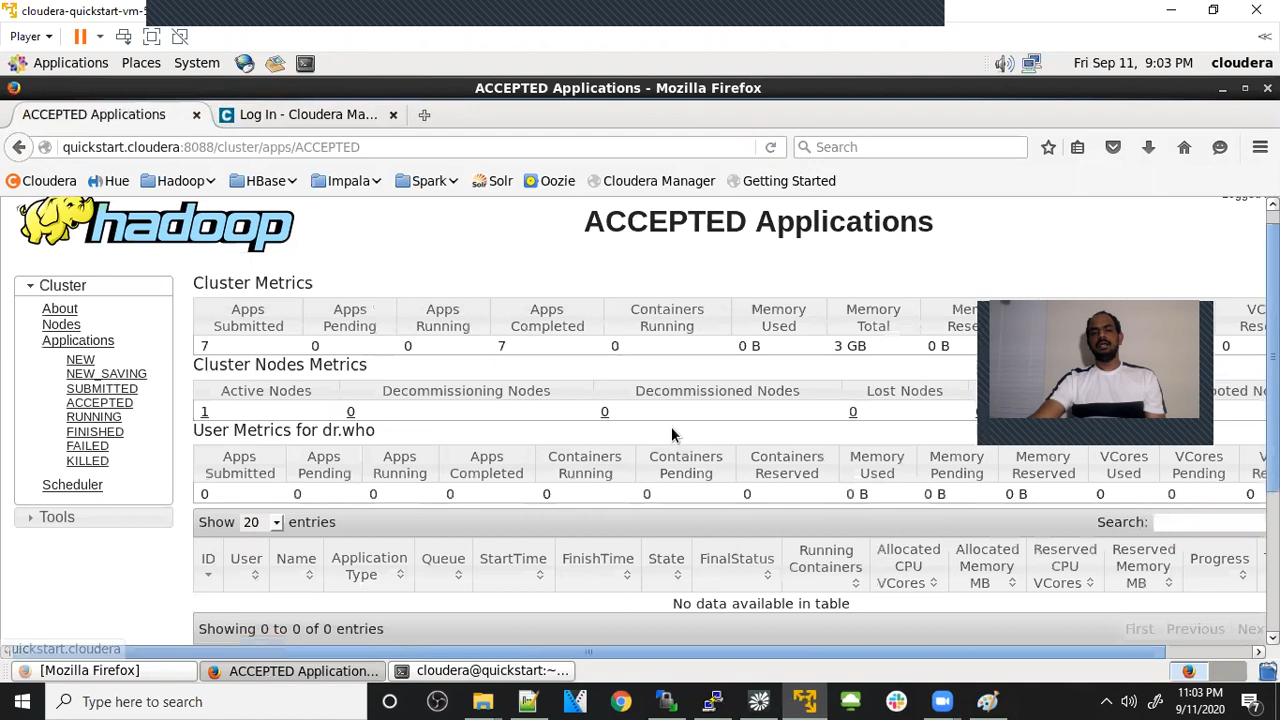 cloudera-quickstart-vm-5
Player
Applications Places System Fri Sep 11, 9:03 PM cloudera
ACCEPTED Applications - Mozilla Firefox
ACCEPTED Applications Log In - Cloudera Ma...
quickstart.cloudera:8088/cluster/apps/ACCEPTED Search
Cloudera Hue Hadoop HBase Impala Spark Solr Oozie Cloudera Manager Getting Started
hadoop ACCEPTED Applications
Cluster
About
Nodes
Applications
NEW
NEW_SAVING
SUBMITTED
ACCEPTED
RUNNING
FINISHED
FAILED
KILLED
Scheduler
Tools
Cluster Metrics
Apps Submitted Apps Pending Apps Running Apps Completed Containers Running Memory Used Memory Total
7 0 0 7 0 0 B 3 GB 0 B 0
Cluster Nodes Metrics
Active Nodes Decommissioning Nodes Decommissioned Nodes Lost Nodes
1 0 0 0
User Metrics for dr.who
Apps Submitted Apps Pending Apps Running Apps Completed Containers Running Containers Pending Containers Reserved Memory Used Memory Pending Memory Reserved VCores Used VCores Pending
0 0 0 0 0 0 0 0 B 0 B 0 B 0 0 0
Show 20 entries Search:
ID User Name Application Type Queue StartTime FinishTime State FinalStatus Running Containers Allocated CPU VCores Allocated Memory MB Reserved CPU VCores Reserved Memory MB Progress
No data available in table
Showing 0 to 0 of 0 entries First Previous Nex
quickstart.cloudera
[Mozilla Firefox] ACCEPTED Application... cloudera@quickstart:~...
Type here to search
11:03 PM
9/11/2020
7